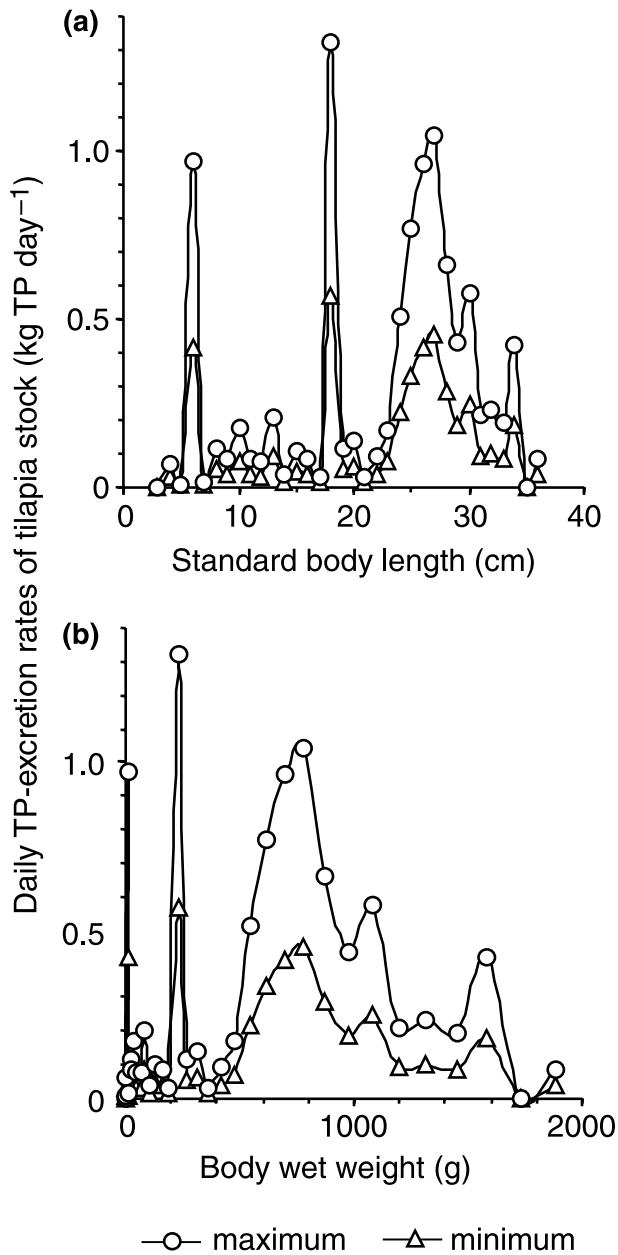 Daily TP-excretion rates of tilapia stock (kg TP day⁻¹)
(a)
1.0
0.5
0
0 10 20 30 40
Standard body length (cm)
(b)
1.0
0.5
0
0 1000 2000
Body wet weight (g)
maximum minimum